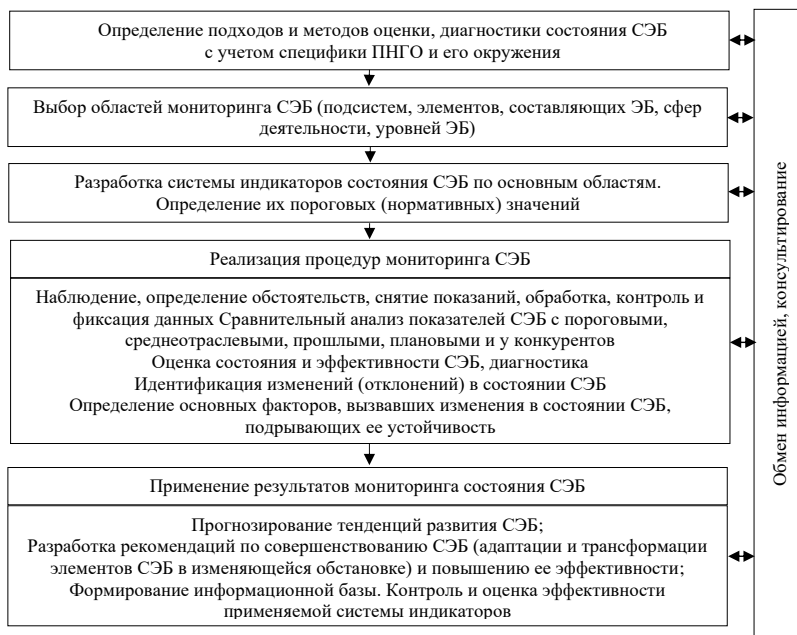 Определение подходов и методов оценки, диагностики состояния СЭБ
с учетом специфики ПНГО и его окружения
Выбор областей мониторинга СЭБ (подсистем, элементов, составляющих ЭБ, сфер
деятельности, уровней ЭБ)
Разработка системы индикаторов состояния СЭБ по основным областям.
Определение их пороговых (нормативных) значений
Реализация процедур мониторинга СЭБ
Наблюдение, определение обстоятельств, снятие показаний, обработка, контроль и
фиксация данных Сравнительный анализ показателей СЭБ с пороговыми,
среднеотраслевыми, прошлыми, плановыми и у конкурентов
Оценка состояния и эффективности СЭБ, диагностика
Идентификация изменений (отклонений) в состоянии СЭБ
Определение основных факторов, вызвавших изменения в состоянии СЭБ,
подрывающих ее устойчивость
Применение результатов мониторинга состояния СЭБ
Прогнозирование тенденций развития СЭБ;
Разработка рекомендаций по совершенствованию СЭБ (адаптации и трансформации
элементов СЭБ в изменяющейся обстановке) и повышению ее эффективности;
Формирование информационной базы. Контроль и оценка эффективности
применяемой системы индикаторов
Обмен информацией, консультирование